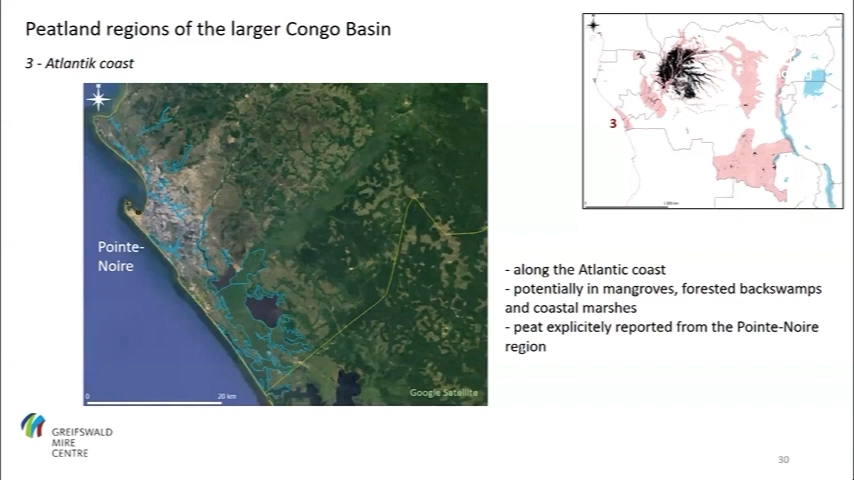 Peatland regions of the larger Congo Basin
3 - Atlantik coast
3
Pointe-
Noire
- along the Atlantic coast
- potentially in mangroves, forested backswamps
and coastal marshes
- peat explicitely reported from the Pointe-Noire
region
0
20 km
Google Satellite
GREIFSWALD
MIRE
CENTRE
30